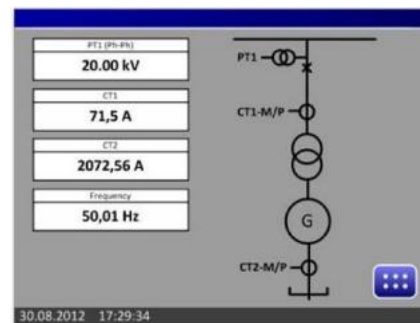 PT1 (Ph-Ph)
20.00 kV
CT1
71,5 A
CT2
2072,56 A
Frequency
50,01 Hz
PT1
CT1-M/P
G
CT2-M/P
30.08.2012 17:29:34